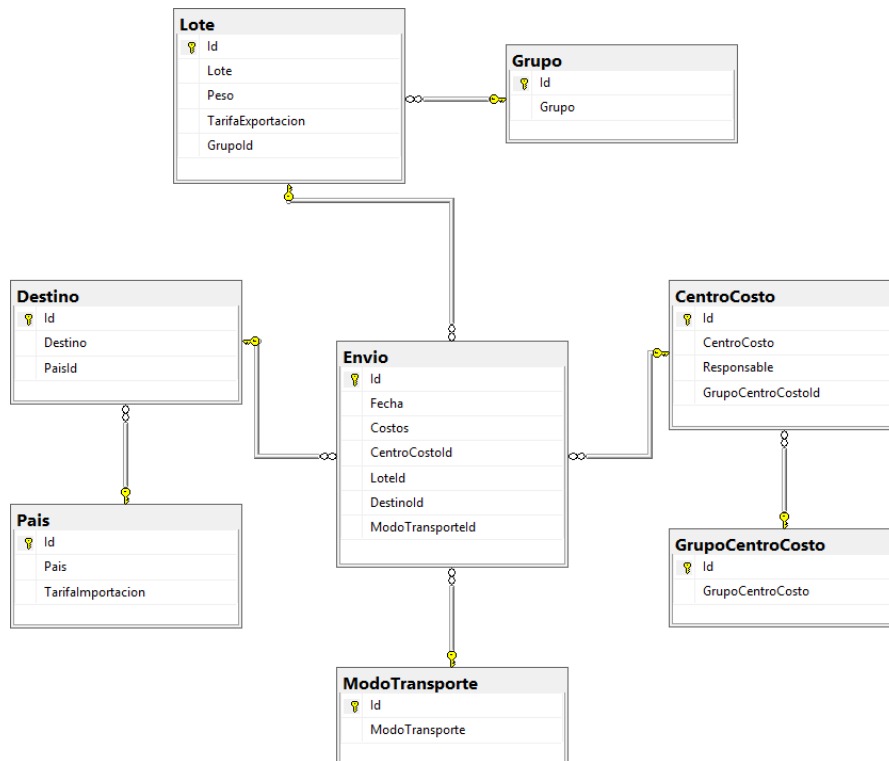 Lote
Id
Lote
Peso
TarifaExportacion
GrupoId
Grupo
Id
Grupo
Destino
Id
Destino
PaisId
Envio
Id
Fecha
Costos
CentroCostoId
LoteId
DestinoId
ModoTransporteId
CentroCosto
Id
CentroCosto
Responsable
GrupoCentroCostoId
Pais
Id
Pais
TarifaImportacion
GrupoCentroCosto
Id
GrupoCentroCosto
ModoTransporte
Id
ModoTransporte